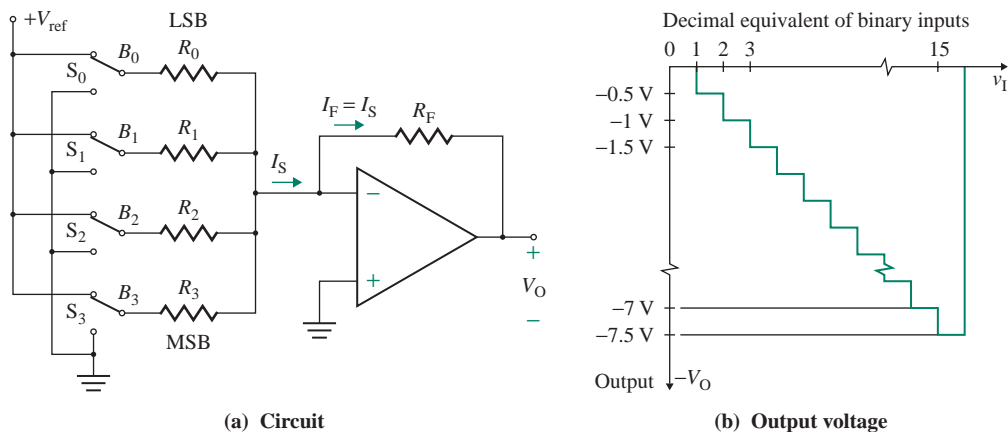 +V_ref
LSB
B_0
R_0
S_0
B_1
R_1
S_1
I_F = I_S
R_F
I_S
B_2
R_2
S_2
B_3
R_3
S_3
MSB
−
+
+
V_O
−
(a) Circuit
Decimal equivalent of binary inputs
0 1 2 3 15
v_I
−0.5 V
−1 V
−1.5 V
−7 V
−7.5 V
Output −V_O
(b) Output voltage